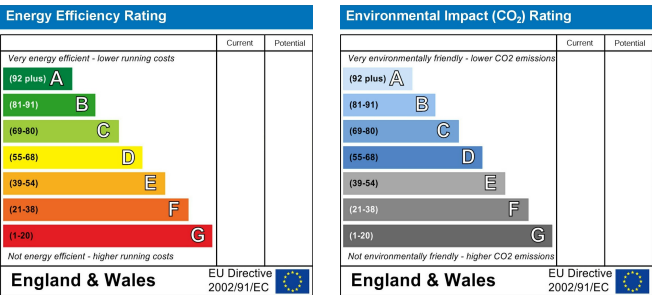 Energy Efficiency Rating
Current Potential
Very energy efficient - lower running costs
(92 plus) A
(81-91) B
(69-80) C
(55-68) D
(39-54) E
(21-38) F
(1-20) G
Not energy efficient - higher running costs
England & Wales
EU Directive
2002/91/EC
Environmental Impact (CO₂) Rating
Current Potential
Very environmentally friendly - lower CO2 emissions
(92 plus) A
(81-91) B
(69-80) C
(55-68) D
(39-54) E
(21-38) F
(1-20) G
Not environmentally friendly - higher CO2 emissions
England & Wales
EU Directive
2002/91/EC